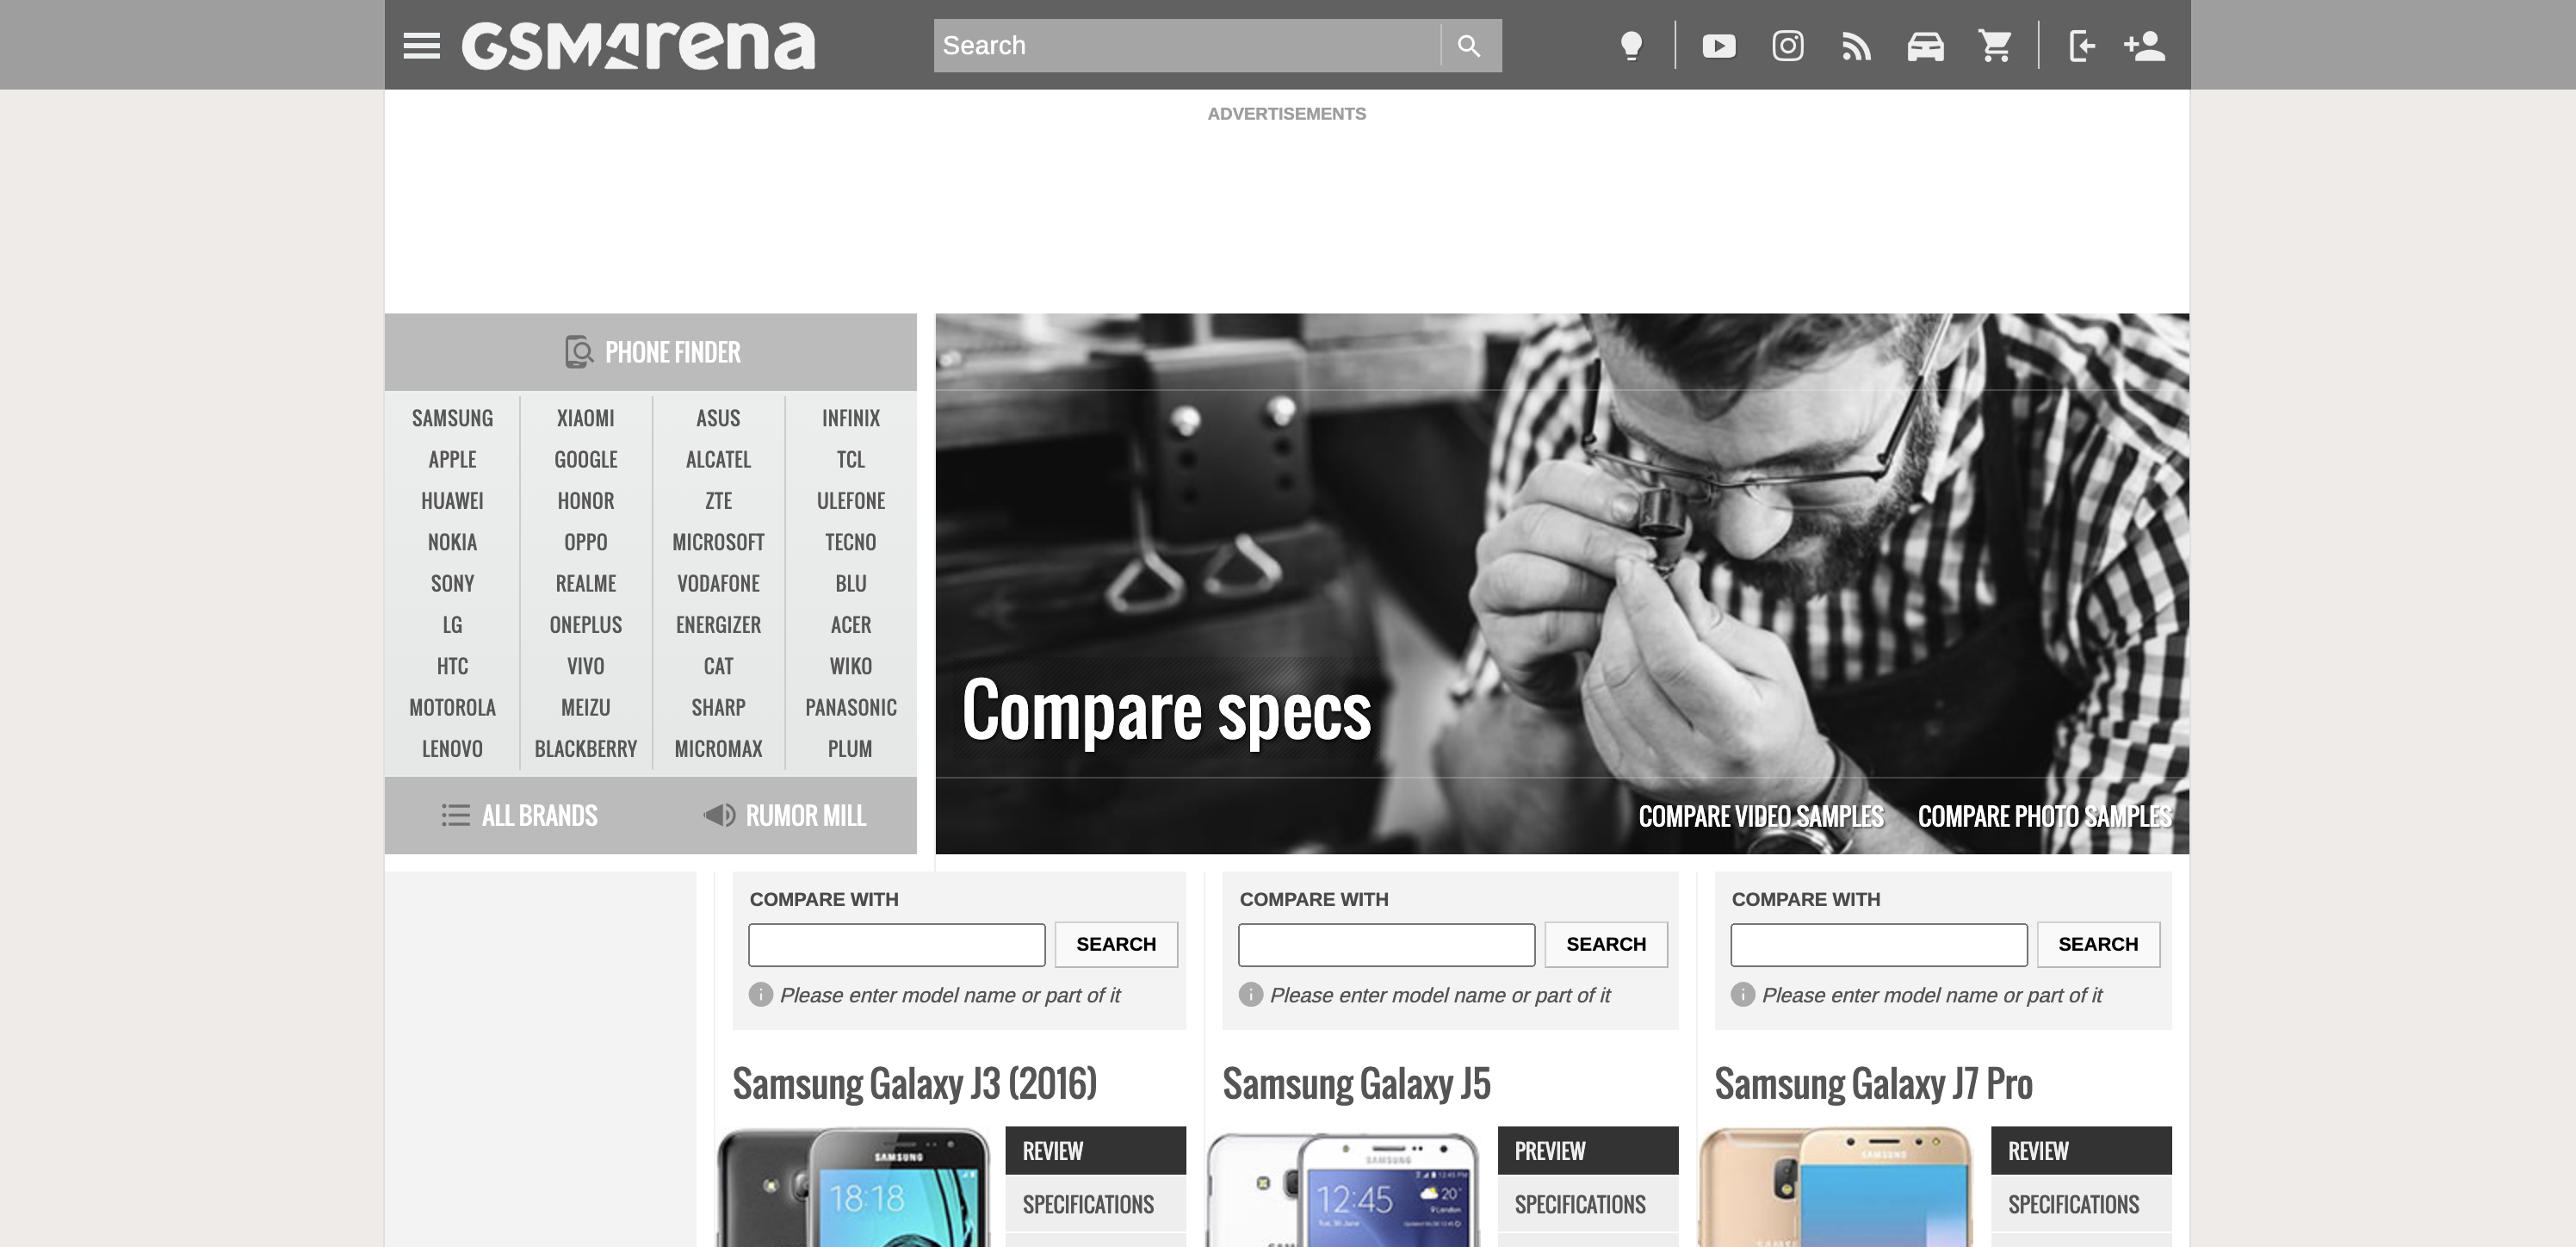 GSMArena
Search
ADVERTISEMENTS
PHONE FINDER
SAMSUNG XIAOMI ASUS INFINIX
APPLE GOOGLE ALCATEL TCL
HUAWEI HONOR ZTE ULEFONE
NOKIA OPPO MICROSOFT TECNO
SONY REALME VODAFONE BLU
LG ONEPLUS ENERGIZER ACER
HTC VIVO CAT WIKO
MOTOROLA MEIZU SHARP PANASONIC
LENOVO BLACKBERRY MICROMAX PLUM
ALL BRANDS RUMOR MILL
Compare specs
COMPARE VIDEO SAMPLES COMPARE PHOTO SAMPLES
COMPARE WITH COMPARE WITH COMPARE WITH
SEARCH SEARCH SEARCH
Please enter model name or part of it Please enter model name or part of it Please enter model name or part of it
Samsung Galaxy J3 (2016) Samsung Galaxy J5 Samsung Galaxy J7 Pro
SAMSUNG REVIEW SAMSUNG PREVIEW SAMSUNG REVIEW
18:18 SPECIFICATIONS 12:45 20° SPECIFICATIONS SPECIFICATIONS